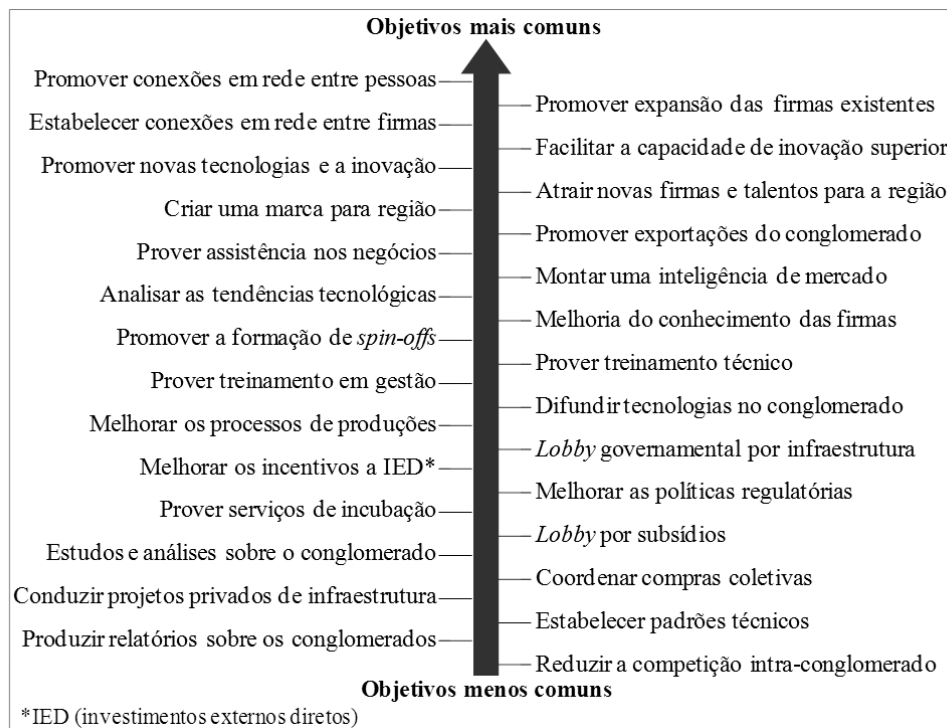 Objetivos mais comuns
Promover conexões em rede entre pessoas
Promover expansão das firmas existentes
Estabelecer conexões em rede entre firmas
Facilitar a capacidade de inovação superior
Promover novas tecnologias e a inovação
Atrair novas firmas e talentos para a região
Criar uma marca para região
Promover exportações do conglomerado
Prover assistência nos negócios
Montar uma inteligência de mercado
Analisar as tendências tecnológicas
Melhoria do conhecimento das firmas
Promover a formação de spin-offs
Prover treinamento técnico
Prover treinamento em gestão
Difundir tecnologias no conglomerado
Melhorar os processos de produções
Lobby governamental por infraestrutura
Melhorar os incentivos a IED*
Melhorar as políticas regulatórias
Prover serviços de incubação
Lobby por subsídios
Estudos e análises sobre o conglomerado
Coordenar compras coletivas
Conduzir projetos privados de infraestrutura
Estabelecer padrões técnicos
Produzir relatórios sobre os conglomerados
Reduzir a competição intra-conglomerado
Objetivos menos comuns
*IED (investimentos externos diretos)